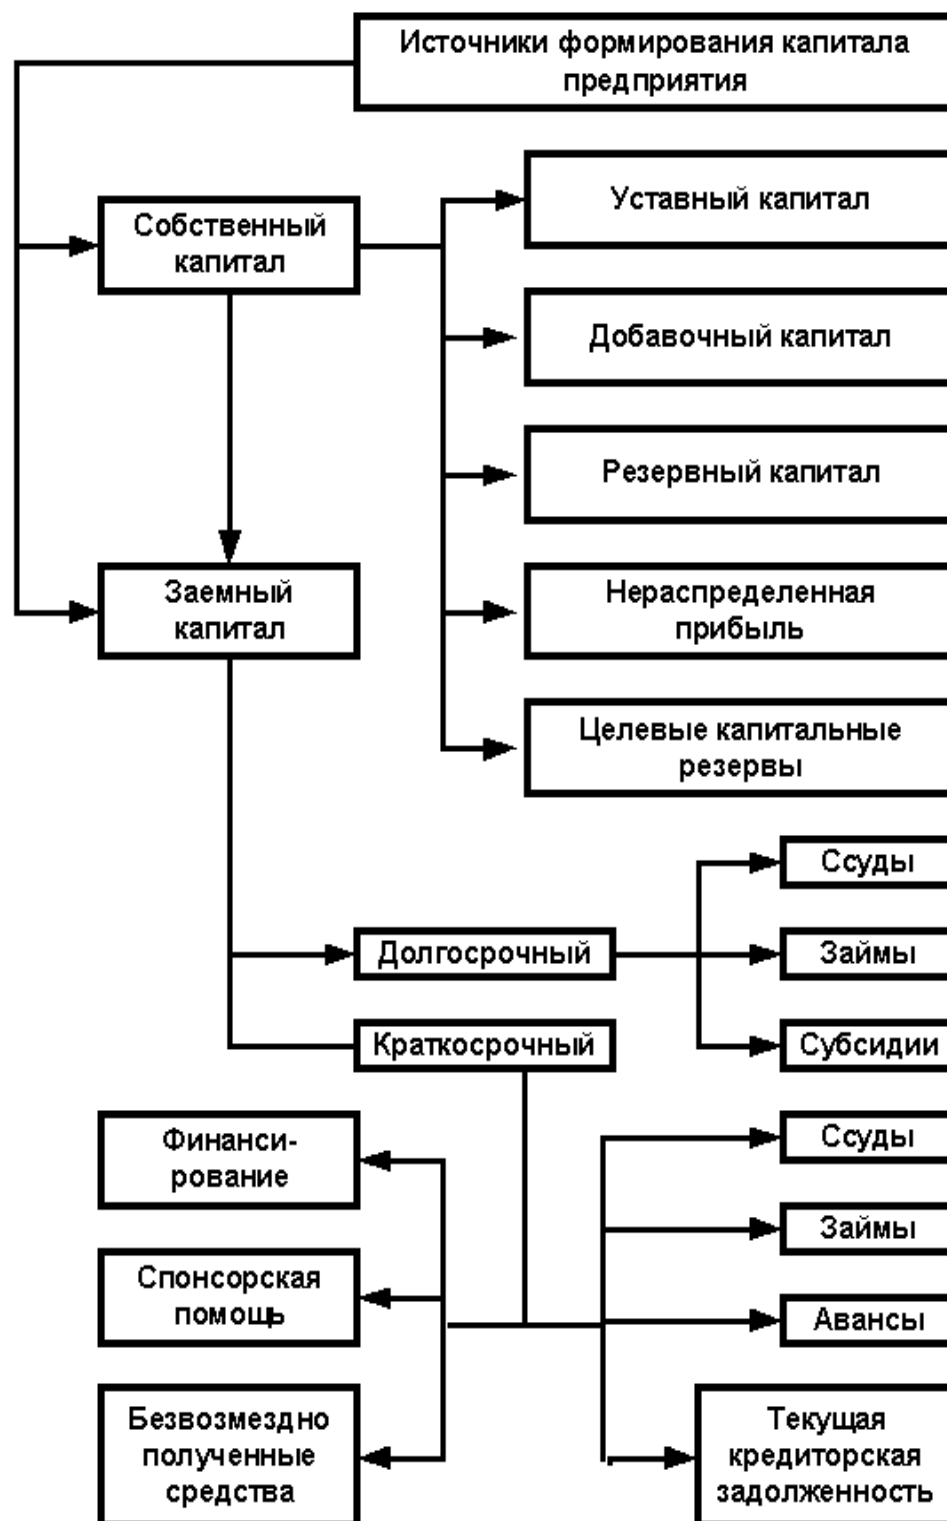 Источники формирования капитала
предприятия
Уставный капитал
Собственный
капитал
Добавочный капитал
Резервный капитал
Заемный
капитал
Нераспределенная
прибыль
Целевые капитальные
резервы
Ссуды
Долгосрочный
Займы
Краткосрочный
Субсидии
Финанси-
рование
Ссуды
Займы
Спонсорская
помощь
Авансы
Безвозмездно
полученные
средства
Текущая
кредиторская
задолженность